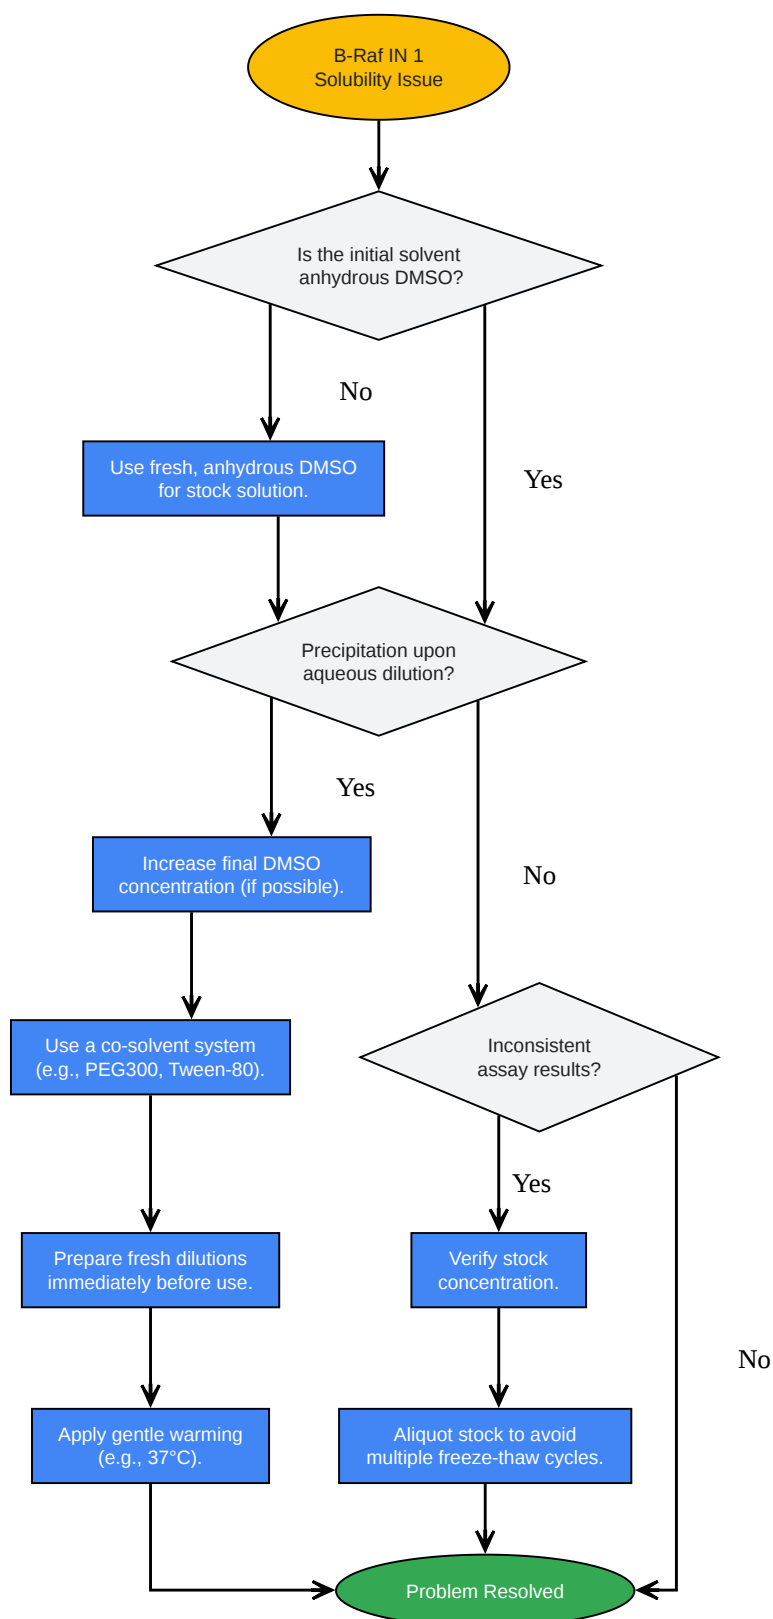 B-Raf IN 1
Solubility Issue
Is the initial solvent
anhydrous DMSO?
No
Use fresh, anhydrous DMSO
for stock solution.
Yes
Precipitation upon
aqueous dilution?
Yes
Increase final DMSO
concentration (if possible).
No
Use a co-solvent system
(e.g., PEG300, Tween-80).
Inconsistent
assay results?
Yes
Prepare fresh dilutions
immediately before use.
Verify stock
concentration.
No
Apply gentle warming
(e.g., 37°C).
Aliquot stock to avoid
multiple freeze-thaw cycles.
Problem Resolved